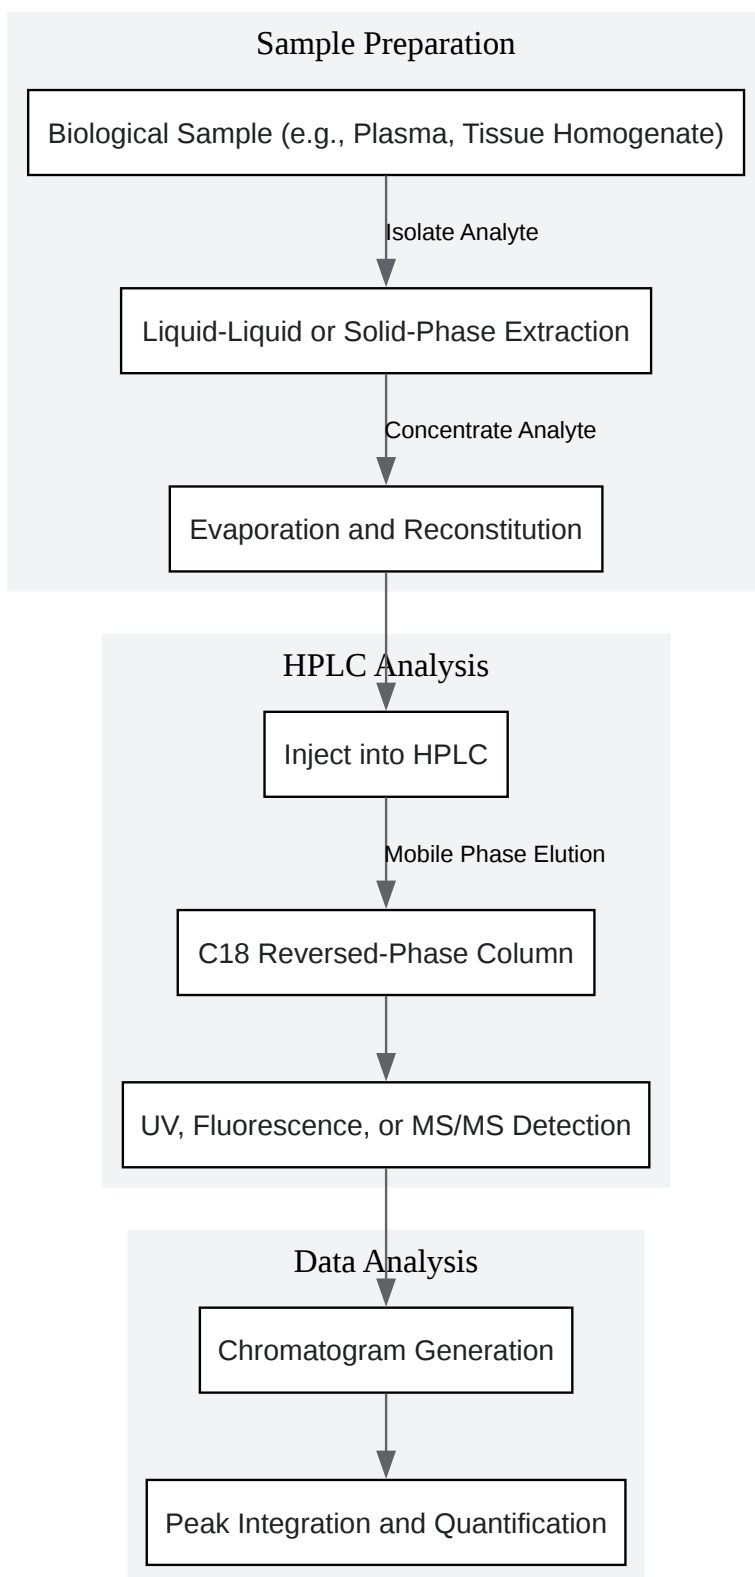 Sample Preparation
Biological Sample (e.g., Plasma, Tissue Homogenate)
Isolate Analyte
Liquid-Liquid or Solid-Phase Extraction
Concentrate Analyte
Evaporation and Reconstitution
HPLC Analysis
Inject into HPLC
Mobile Phase Elution
C18 Reversed-Phase Column
UV, Fluorescence, or MS/MS Detection
Data Analysis
Chromatogram Generation
Peak Integration and Quantification